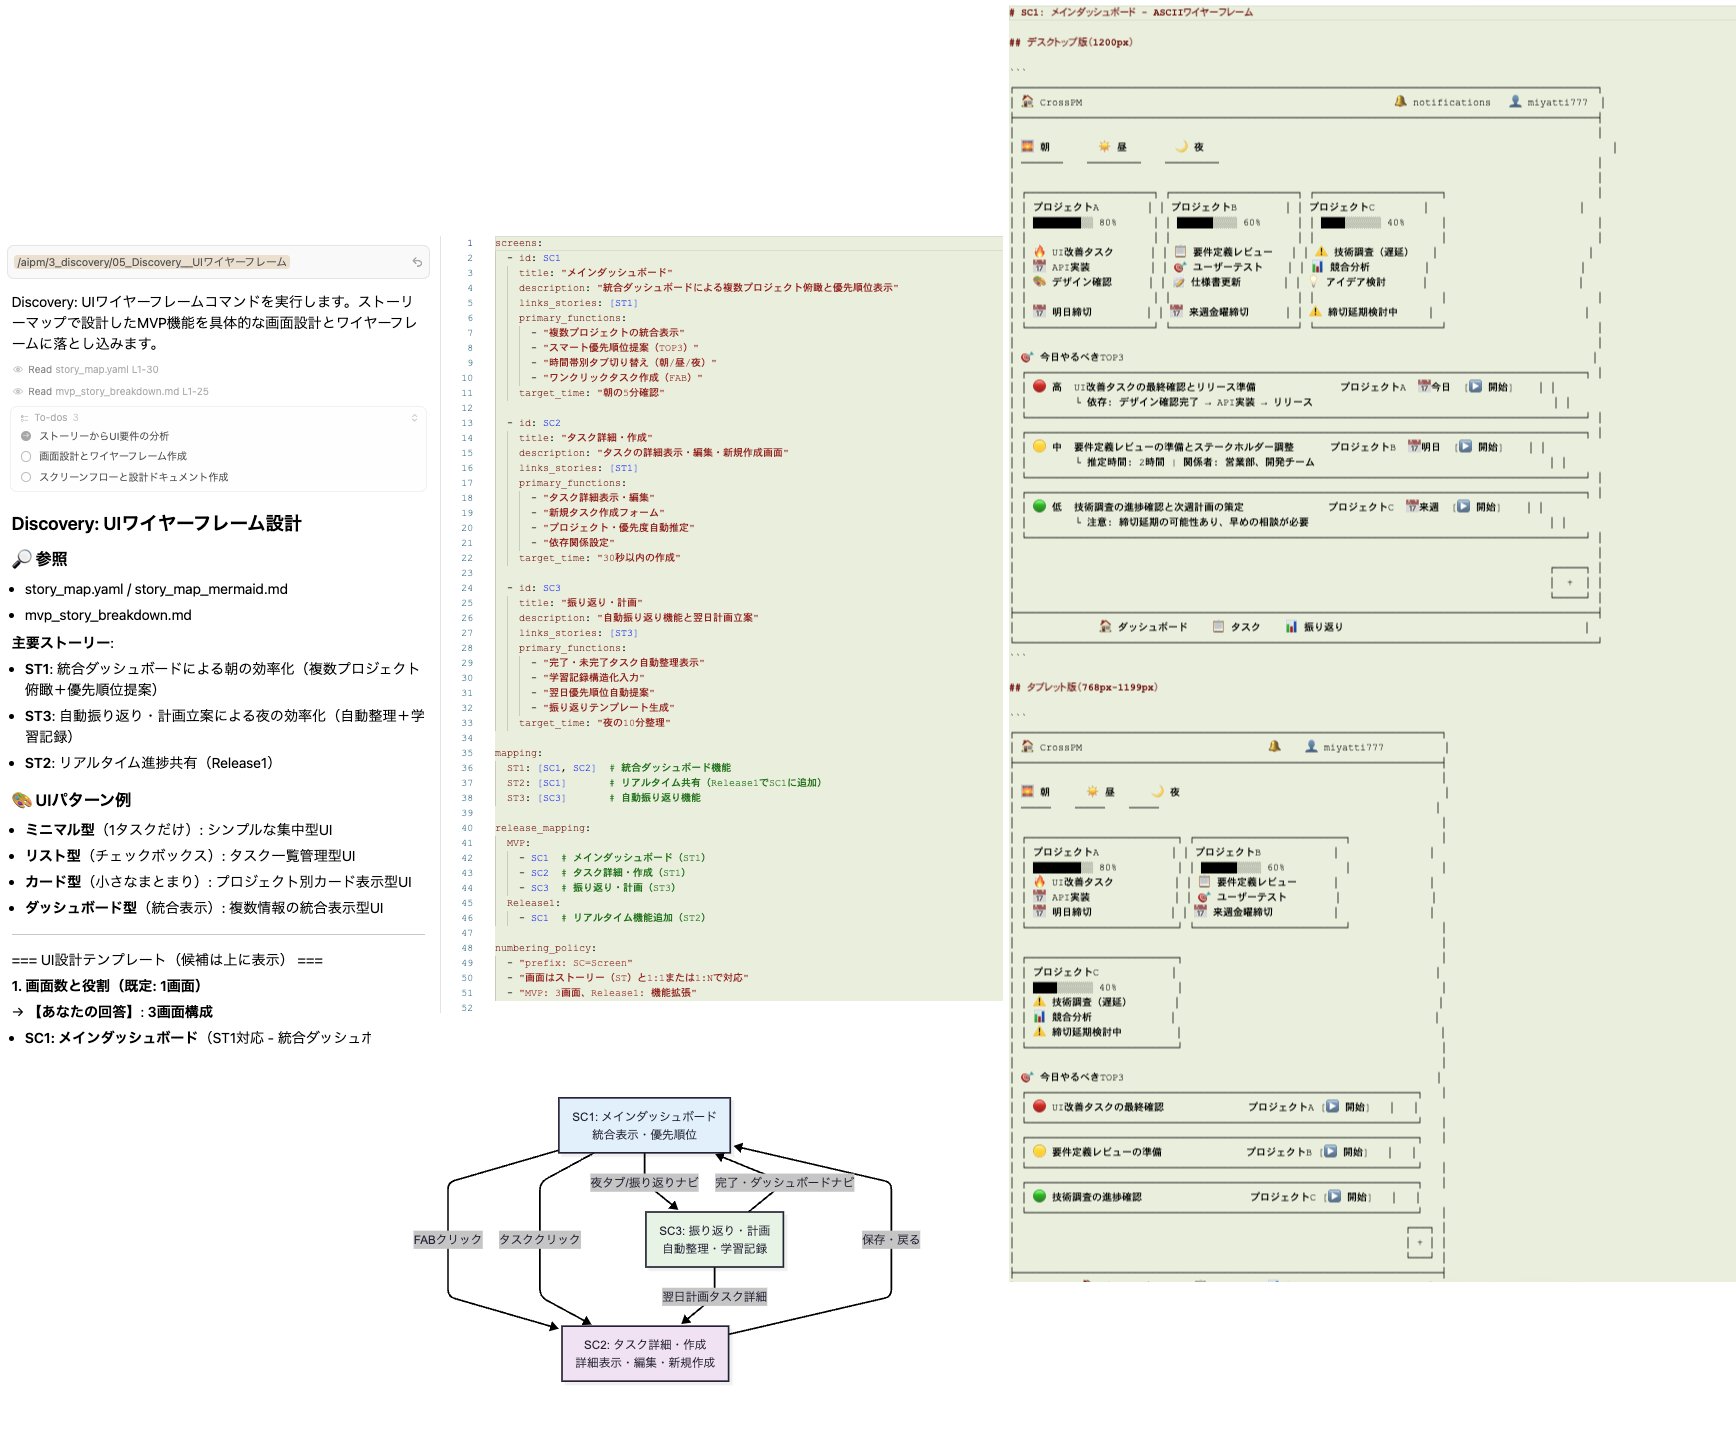 /aipm/3_discovery/05_Discovery__UIワイヤーフレーム
Discovery: UIワイヤーフレームコマンドを実行します。ストーリ
ーマップで設計したMVP機能を具体的な画面設計とワイヤーフレ
ームに落とし込みます。
Read story_map.yaml L1-30
Read mvp_story_breakdown.md L1-25
To-dos 3
ストーリーからUI要件の分析
画面設計とワイヤーフレーム作成
スクリーンフローと設計ドキュメント作成
Discovery: UIワイヤーフレーム設計
🔎 参照
• story_map.yaml / story_map_mermaid.md
• mvp_story_breakdown.md
主要ストーリー:
• ST1: 統合ダッシュボードによる朝の効率化（複数プロジェクト
俯瞰＋優先順位提案）
• ST3: 自動振り返り・計画立案による夜の効率化（自動整理＋学
習記録）
• ST2: リアルタイム進捗共有（Release1）
🎨 UIパターン例
• ミニマル型（1タスクだけ）: シンプルな集中型UI
• リスト型（チェックボックス）: タスク一覧管理型UI
• カード型（小さなまとまり）: プロジェクト別カード表示型UI
• ダッシュボード型（統合表示）: 複数情報の統合表示型UI
=== UI設計テンプレート（候補は上に表示） ===
1. 画面数と役割（既定: 1画面）
→ 【あなたの回答】: 3画面構成
• SC1: メインダッシュボード（ST1対応 - 統合ダッシュボ
1 screens:
2 - id: SC1
3 title: "メインダッシュボード"
4 description: "統合ダッシュボードによる複数プロジェクト俯瞰と優先順位表示"
5 links_stories: [ST1]
6 primary_functions:
7 - "複数プロジェクトの統合表示"
8 - "スマート優先順位提案（TOP3）"
9 - "時間帯別タブ切り替え（朝/昼/夜）"
10 - "ワンクリックタスク作成（FAB）"
11 target_time: "朝の5分確認"
12
13 - id: SC2
14 title: "タスク詳細・作成"
15 description: "タスクの詳細表示・編集・新規作成画面"
16 links_stories: [ST1]
17 primary_functions:
18 - "タスク詳細表示・編集"
19 - "新規タスク作成フォーム"
20 - "プロジェクト・優先度自動推定"
21 - "依存関係設定"
22 target_time: "30秒以内の作成"
23
24 - id: SC3
25 title: "振り返り・計画"
26 description: "自動振り返り機能と翌日計画立案"
27 links_stories: [ST3]
28 primary_functions:
29 - "完了・未完了タスク自動整理表示"
30 - "学習記録構造化入力"
31 - "翌日優先順位自動提案"
32 - "振り返りテンプレート生成"
33 target_time: "夜の10分整理"
34
35 mapping:
36 ST1: [SC1, SC2] # 統合ダッシュボード機能
37 ST2: [SC1] # リアルタイム共有（Release1でSC1に追加）
38 ST3: [SC3] # 自動振り返り機能
39
40 release_mapping:
41 MVP:
42 - SC1 # メインダッシュボード（ST1）
43 - SC2 # タスク詳細・作成（ST1）
44 - SC3 # 振り返り・計画（ST3）
45 Release1:
46 - SC1 # リアルタイム機能追加（ST2）
47
48 numbering_policy:
49 - "prefix: SC=Screen"
50 - "画面はストーリー（ST）と1:1または1:Nで対応"
51 - "MVP: 3画面、Release1: 機能拡張"
52
# SC1: メインダッシュボード - ASCIIワイヤーフレーム
## デスクトップ版（1200px）
```
🏠 CrossPM 🔔 notifications 👤 miyatti777
🌅 朝 ☀️ 昼 🌙 夜
プロジェクトA プロジェクトB プロジェクトC
80% 60% 40%
🔥 UI改善タスク 📋 要件定義レビュー ⚠️ 技術調査（遅延）
📅 API実装 🎯 ユーザーテスト 📊 競合分析
🎨 デザイン確認 📝 仕様書更新 💡 アイデア検討
📅 明日締切 📅 来週金曜締切 ⚠️ 締切延期検討中
🎯 今日やるべきTOP3
🔴 高 UI改善タスクの最終確認とリリース準備 プロジェクトA 📅今日 [▶️ 開始]
└ 依存: デザイン確認完了 → API実装 → リリース
🟡 中 要件定義レビューの準備とステークホルダー調整 プロジェクトB 📅明日 [▶️ 開始]
└ 推定時間: 2時間 | 関係者: 営業部、開発チーム
🟢 低 技術調査の進捗確認と次週計画の策定 プロジェクトC 📅来週 [▶️ 開始]
└ 注意: 締切延期の可能性あり、早めの相談が必要
+
🏠 ダッシュボード 📋 タスク 📊 振り返り
```
## タブレット版（768px-1199px）
```
🏠 CrossPM 🔔 👤 miyatti777
🌅 朝 ☀️ 昼 🌙 夜
プロジェクトA プロジェクトB
80% 60%
🔥 UI改善タスク 📋 要件定義レビュー
📅 API実装 🎯 ユーザーテスト
📅 明日締切 📅 来週金曜締切
プロジェクトC
40%
⚠️ 技術調査（遅延）
📊 競合分析
⚠️ 締切延期検討中
🎯 今日やるべきTOP3
🔴 UI改善タスクの最終確認 プロジェクトA [▶️ 開始]
🟡 要件定義レビューの準備 プロジェクトB [▶️ 開始]
🟢 技術調査の進捗確認 プロジェクトC [▶️ 開始]
+
SC1: メインダッシュボード
統合表示・優先順位
夜タブ/振り返りナビ
完了・ダッシュボードナビ
FABクリック
タスククリック
SC3: 振り返り・計画
自動整理・学習記録
保存・戻る
翌日計画タスク詳細
SC2: タスク詳細・作成
詳細表示・編集・新規作成